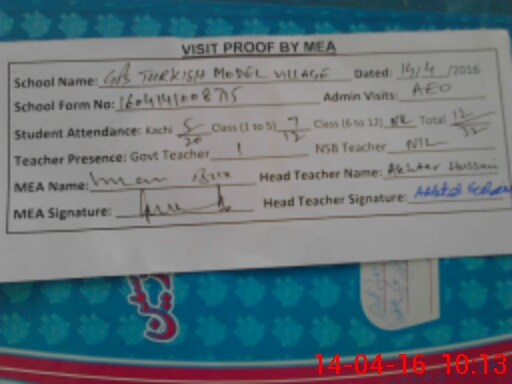 VISIT PROOF BY MEA
School Name: GPS TURKISH MODEL VILLAGE Dated: 14/4 /2016
School Form No: Admin Visits: AEO
Student Attendance: Kachi 5/20 Class (1 to 5) 7/12 Class (6 to 12) NIL Total 12/32
Teacher Presence: Govt Teacher 1 NSB Teacher NIL
MEA Name: Bux Head Teacher Name: Akhtar Hussain
MEA Signature: Head Teacher Signature:
14-04-16 10:13